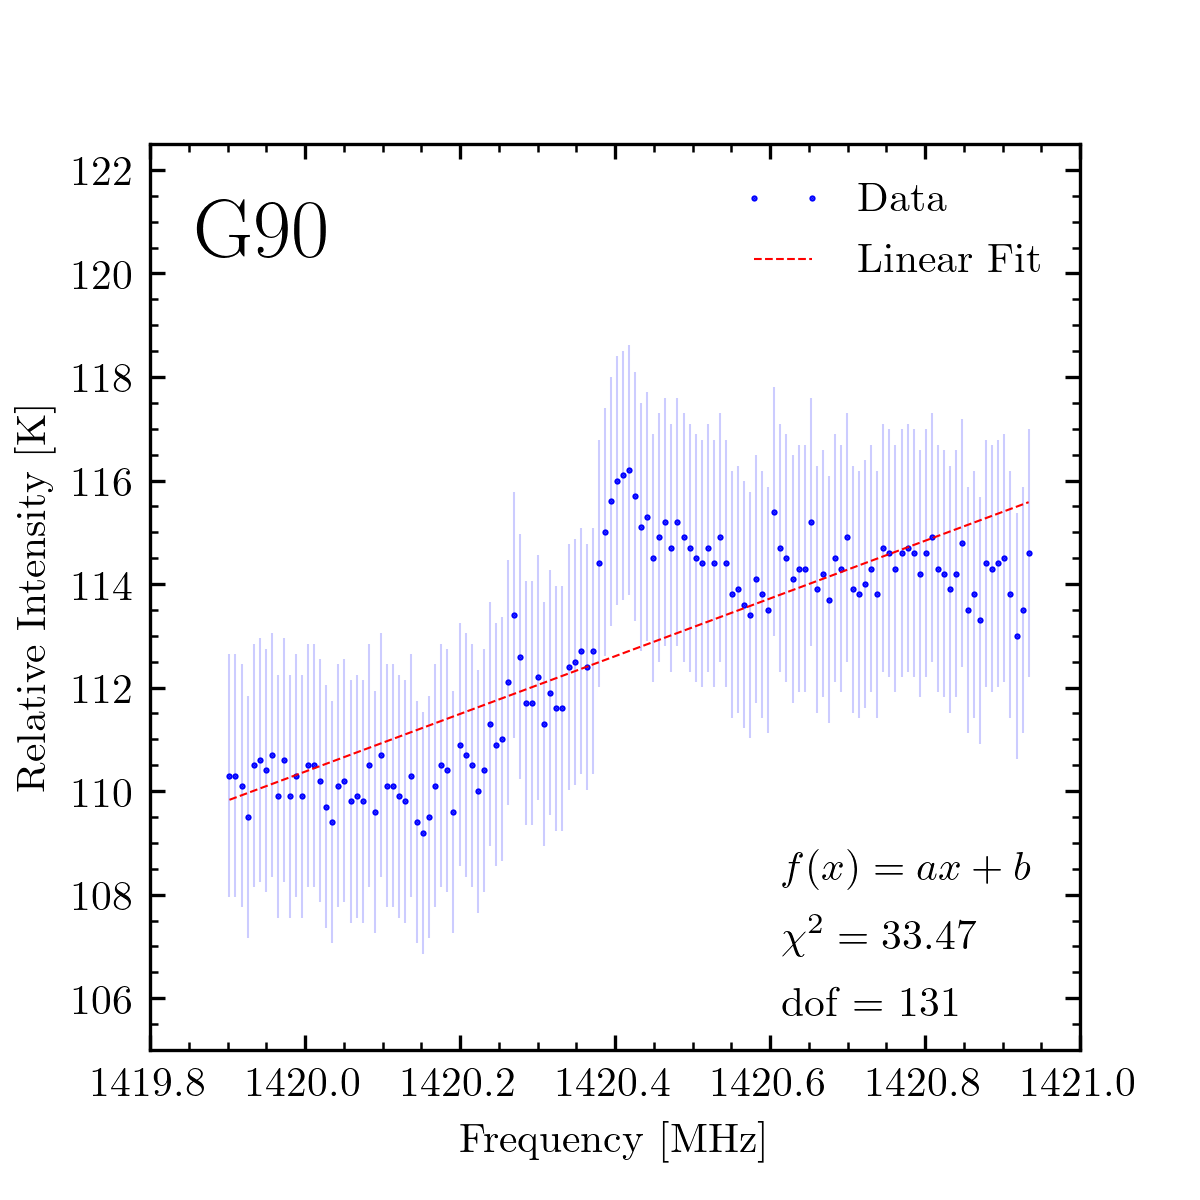 G90
Data
Linear Fit
122
120
118
116
114
112
110
108
106
Relative Intensity [K]
f(x) = ax + b
χ² = 33.47
dof = 131
1419.8 1420.0 1420.2 1420.4 1420.6 1420.8 1421.0
Frequency [MHz]